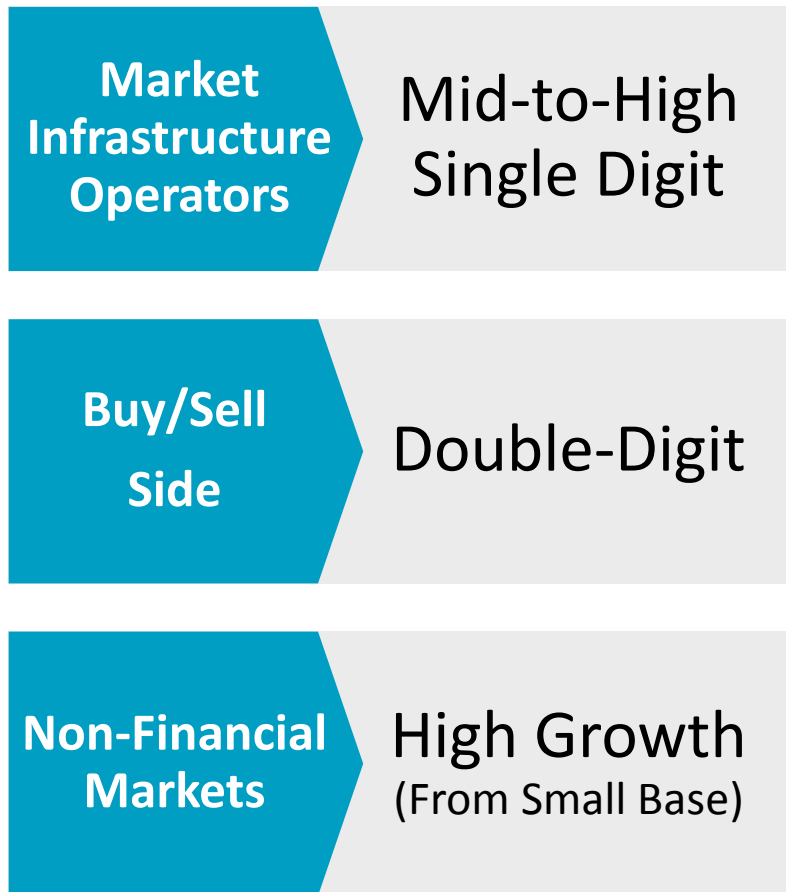 Market
Infrastructure
Operators
Mid-to-High
Single Digit
Buy/Sell
Side
Double-Digit
Non-Financial
Markets
High Growth
(From Small Base)